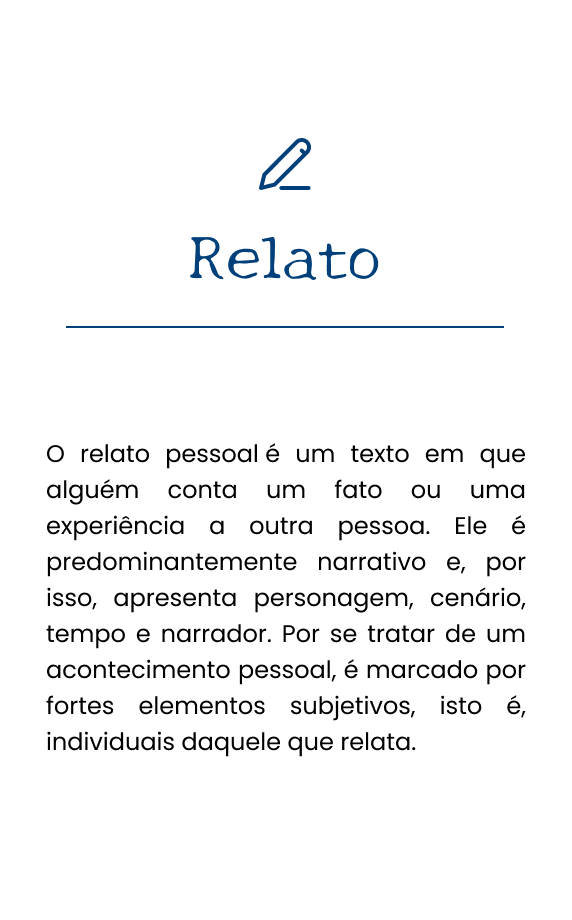 Relato
O relato pessoal é um texto em que
alguém conta um fato ou uma
experiência a outra pessoa. Ele é
predominantemente narrativo e, por
isso, apresenta personagem, cenário,
tempo e narrador. Por se tratar de um
acontecimento pessoal, é marcado por
fortes elementos subjetivos, isto é,
individuais daquele que relata.